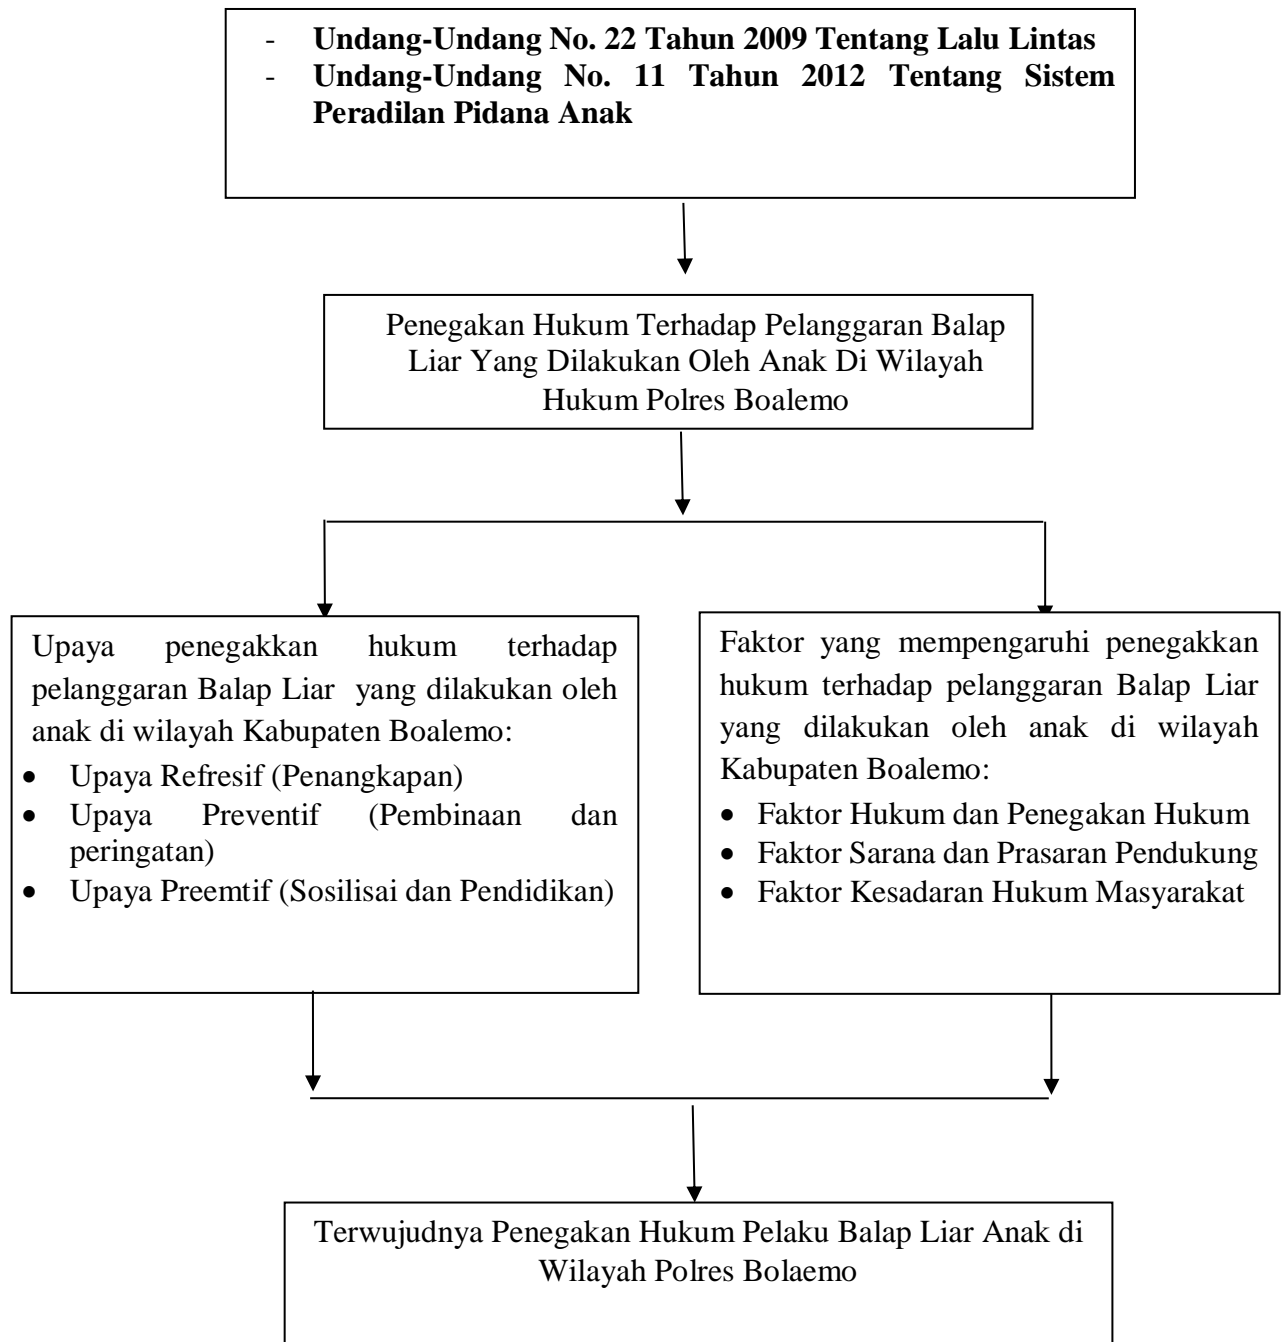 - Undang-Undang No. 22 Tahun 2009 Tentang Lalu Lintas
- Undang-Undang No. 11 Tahun 2012 Tentang Sistem
Peradilan Pidana Anak
Penegakan Hukum Terhadap Pelanggaran Balap
Liar Yang Dilakukan Oleh Anak Di Wilayah
Hukum Polres Boalemo
Upaya penegakkan hukum terhadap
pelanggaran Balap Liar yang dilakukan oleh
anak di wilayah Kabupaten Boalemo:
• Upaya Refresif (Penangkapan)
• Upaya Preventif (Pembinaan dan
peringatan)
• Upaya Preemtif (Sosilisai dan Pendidikan)
Faktor yang mempengaruhi penegakkan
hukum terhadap pelanggaran Balap Liar
yang dilakukan oleh anak di wilayah
Kabupaten Boalemo:
• Faktor Hukum dan Penegakan Hukum
• Faktor Sarana dan Prasaran Pendukung
• Faktor Kesadaran Hukum Masyarakat
Terwujudnya Penegakan Hukum Pelaku Balap Liar Anak di
Wilayah Polres Bolaemo